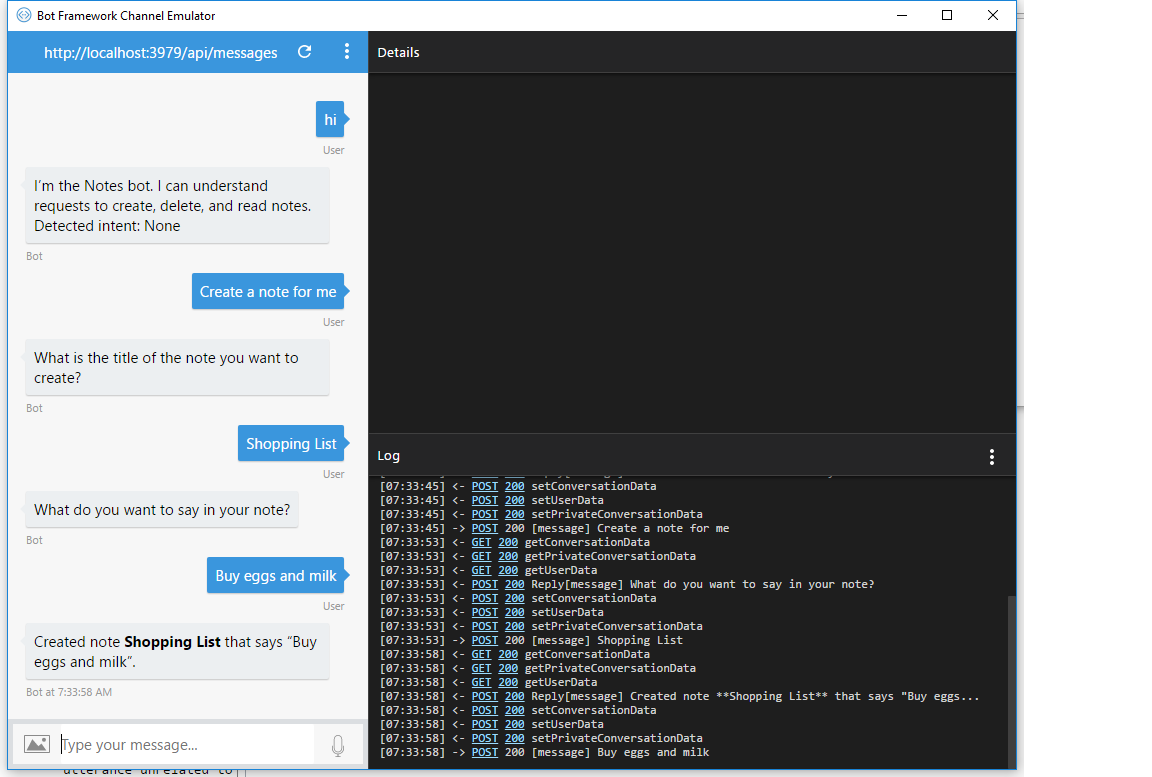 Bot Framework Channel Emulator
http://localhost:3979/api/messages
hi
User
I'm the Notes bot. I can understand
requests to create, delete, and read notes.
Detected intent: None
Bot
Create a note for me
User
What is the title of the note you want to
create?
Bot
Shopping List
User
What do you want to say in your note?
Bot
Buy eggs and milk
User
Created note Shopping List that says “Buy
eggs and milk”.
Bot at 7:33:58 AM
Type your message...
utterance unrelated to
Details
Log
[07:33:45] <- POST 200 setConversationData
[07:33:45] <- POST 200 setUserData
[07:33:45] <- POST 200 setPrivateConversationData
[07:33:45] -> POST 200 [message] Create a note for me
[07:33:53] <- GET 200 getConversationData
[07:33:53] <- GET 200 getPrivateConversationData
[07:33:53] <- GET 200 getUserData
[07:33:53] <- POST 200 Reply[message] What do you want to say in your note?
[07:33:53] <- POST 200 setConversationData
[07:33:53] <- POST 200 setUserData
[07:33:53] <- POST 200 setPrivateConversationData
[07:33:53] -> POST 200 [message] Shopping List
[07:33:58] <- GET 200 getConversationData
[07:33:58] <- GET 200 getPrivateConversationData
[07:33:58] <- GET 200 getUserData
[07:33:58] <- POST 200 Reply[message] Created note **Shopping List** that says "Buy eggs...
[07:33:58] <- POST 200 setConversationData
[07:33:58] <- POST 200 setUserData
[07:33:58] <- POST 200 setPrivateConversationData
[07:33:58] -> POST 200 [message] Buy eggs and milk